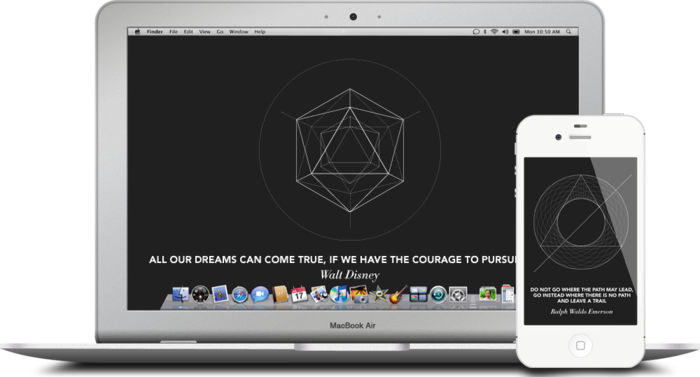 Finder File Edit View Go Window Help
Mon 10:50 AM
ALL OUR DREAMS CAN COME TRUE, IF WE HAVE THE COURAGE TO PURSU
Walt Disney
17
MacBook Air
DO NOT GO WHERE THE PATH MAY LEAD,
GO INSTEAD WHERE THERE IS NO PATH
AND LEAVE A TRAIL
Ralph Waldo Emerson